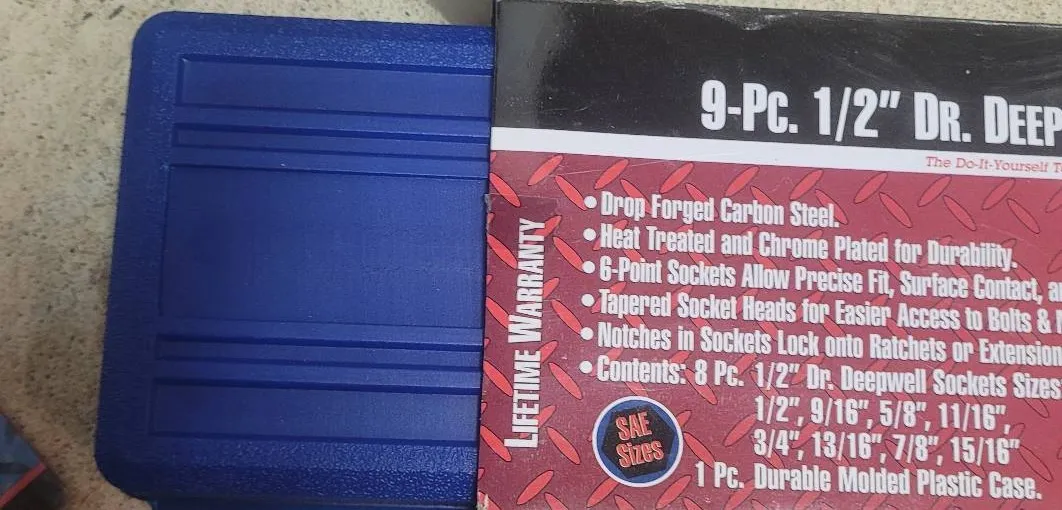 9-Pc. 1/2" Dr. Deep
The Do-It-Yourself
LIFETIME WARRANTY
• Drop Forged Carbon Steel.
• Heat Treated and Chrome Plated for Durability.
• 6-Point Sockets Allow Precise Fit, Surface Contact,
• Tapered Socket Heads for Easier Access to Bolts &
• Notches in Sockets Lock onto Ratchets or Extension
• Contents: 8 Pc. 1/2" Dr. Deepwell Sockets Sizes
1/2", 9/16", 5/8", 11/16",
3/4", 13/16", 7/8", 15/16"
SAE
Sizes
1 Pc. Durable Molded Plastic Case.